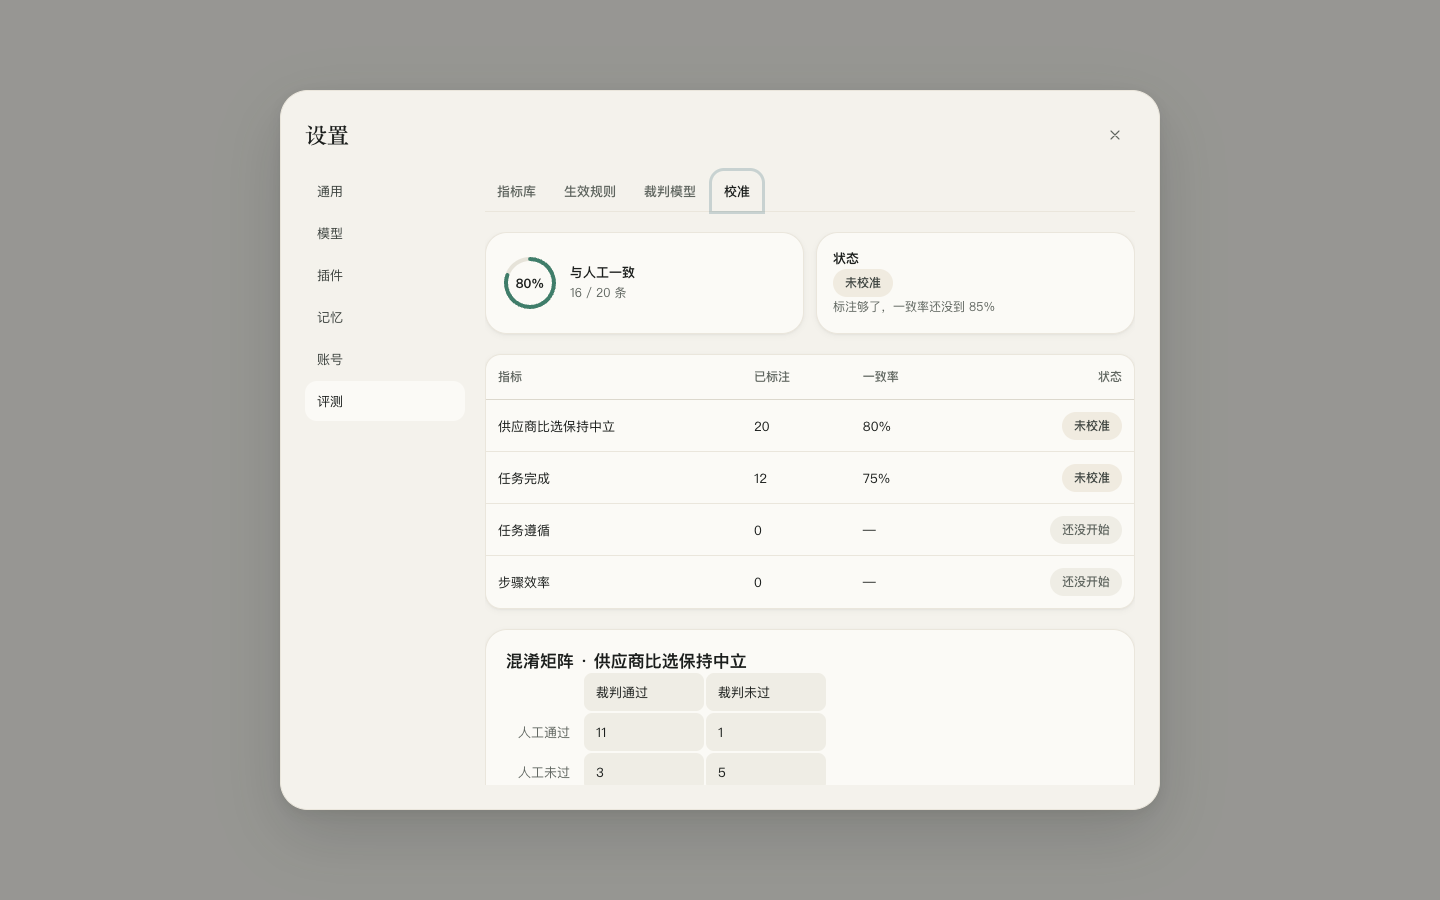 设置
通用
模型
插件
记忆
账号
评测
指标库 生效规则 裁判模型 校准
80%
与人工一致
16 / 20 条
状态
未校准
标注够了，一致率还没到 85%
指标 已标注 一致率 状态
供应商比选保持中立 20 80% 未校准
任务完成 12 75% 未校准
任务遵循 0 — 还没开始
步骤效率 0 — 还没开始
混淆矩阵 · 供应商比选保持中立
裁判通过 裁判未过
人工通过 11 1
人工未过 3 5